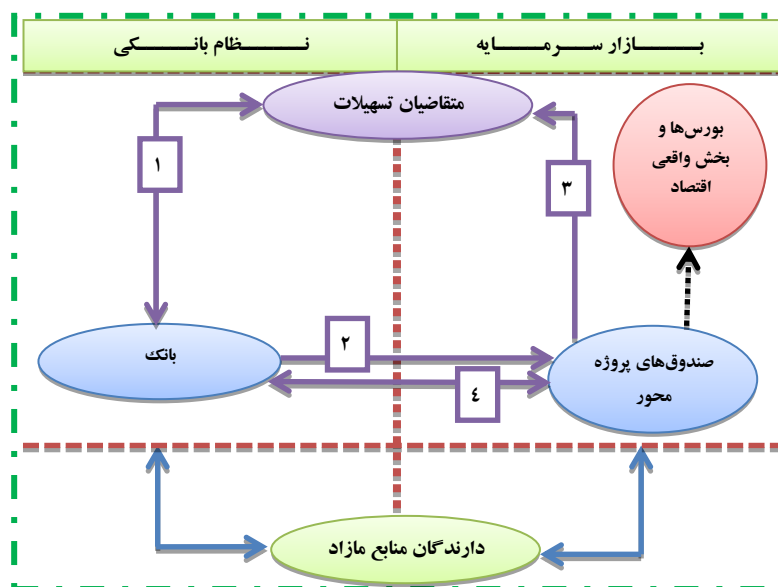 بازار سرمایه
نظام بانکی
متقاضیان تسهیلات
بورس‌ها و
بخش واقعی
اقتصاد
۱
۳
بانک
۲
صندوق‌های پروژه
محور
٤
دارندگان منابع مازاد